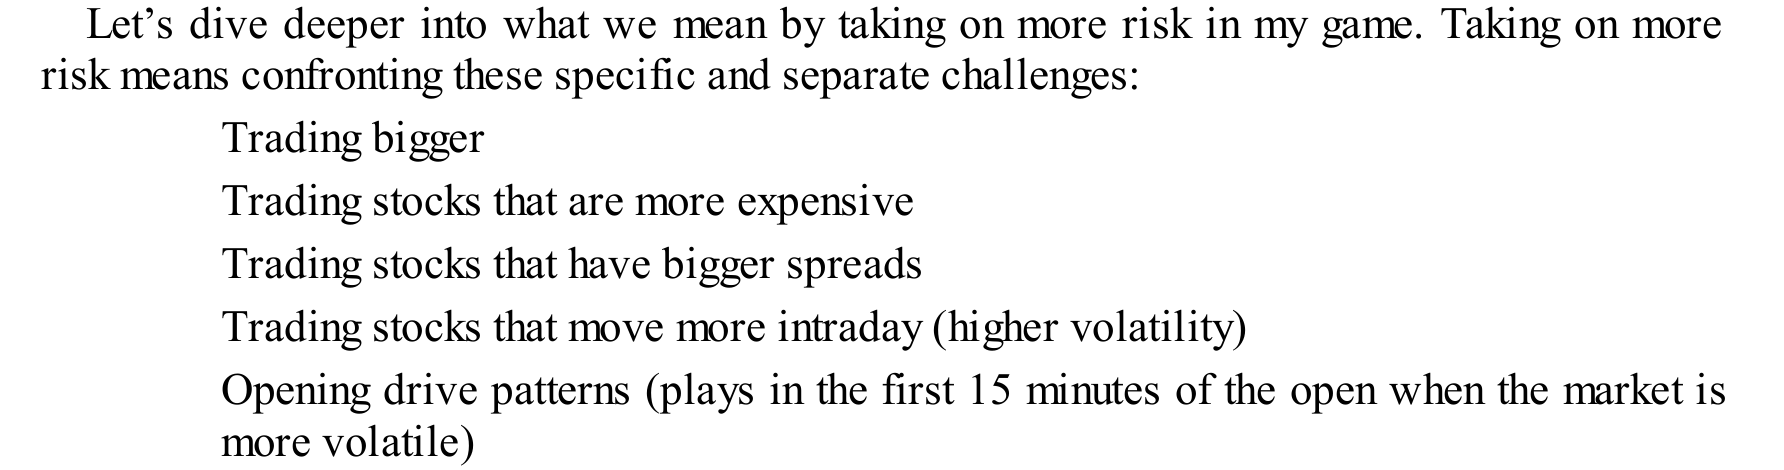 Let’s dive deeper into what we mean by taking on more risk in my game. Taking on more
risk means confronting these specific and separate challenges:
Trading bigger
Trading stocks that are more expensive
Trading stocks that have bigger spreads
Trading stocks that move more intraday (higher volatility)
Opening drive patterns (plays in the first 15 minutes of the open when the market is
more volatile)